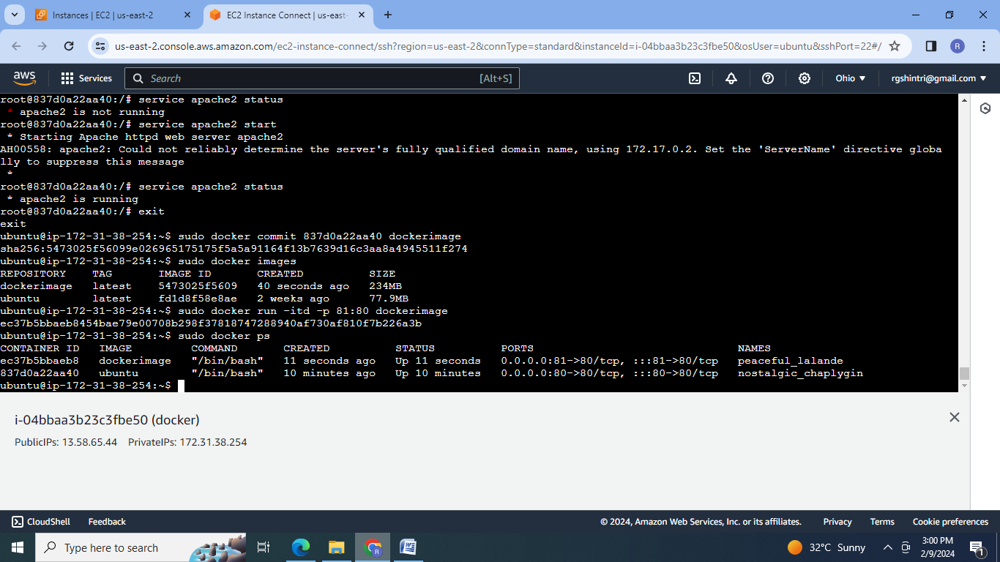 Instances | EC2 | us-east-2
EC2 Instance Connect | us-east-
us-east-2.console.aws.amazon.com/ec2-instance-connect/ssh?region=us-east-2&connType=standard&instanceId=i-04bbaa3b23c3fbe50&osUser=ubuntu&sshPort=22#/
R
aws
Services
Search
[Alt+S]
Ohio
rgshintri@gmail.com
root@837d0a22aa40:/# service apache2 status
 * apache2 is not running
root@837d0a22aa40:/# service apache2 start
 * Starting Apache httpd web server apache2
AH00558: apache2: Could not reliably determine the server's fully qualified domain name, using 172.17.0.2. Set the 'ServerName' directive globa
lly to suppress this message
 *
root@837d0a22aa40:/# service apache2 status
 * apache2 is running
root@837d0a22aa40:/# exit
exit
ubuntu@ip-172-31-38-254:~$ sudo docker commit 837d0a22aa40 dockerimage
sha256:5473025f56099e026965175175f5a5a91164f13b7639d16c3aa8a4945511f274
ubuntu@ip-172-31-38-254:~$ sudo docker images
REPOSITORY    TAG       IMAGE ID       CREATED          SIZE
dockerimage   latest    5473025f5609   40 seconds ago   234MB
ubuntu        latest    fd1d8f58e8ae   2 weeks ago      77.9MB
ubuntu@ip-172-31-38-254:~$ sudo docker run -itd -p 81:80 dockerimage
ec37b5bbaeb8454bae79e00708b298f37818747288940af730af810f7b226a3b
ubuntu@ip-172-31-38-254:~$ sudo docker ps
CONTAINER ID   IMAGE         COMMAND       CREATED          STATUS          PORTS                               NAMES
ec37b5bbaeb8   dockerimage   "/bin/bash"   11 seconds ago   Up 11 seconds   0.0.0.0:81->80/tcp, :::81->80/tcp   peaceful_lalande
837d0a22aa40   ubuntu        "/bin/bash"   10 minutes ago   Up 10 minutes   0.0.0.0:80->80/tcp, :::80->80/tcp   nostalgic_chaplygin
ubuntu@ip-172-31-38-254:~$
i-04bbaa3b23c3fbe50 (docker)
PublicIPs: 13.58.65.44    PrivateIPs: 172.31.38.254
CloudShell
Feedback
© 2024, Amazon Web Services, Inc. or its affiliates.
Privacy
Terms
Cookie preferences
Type here to search
R
W
32°C Sunny
3:00 PM
2/9/2024
1